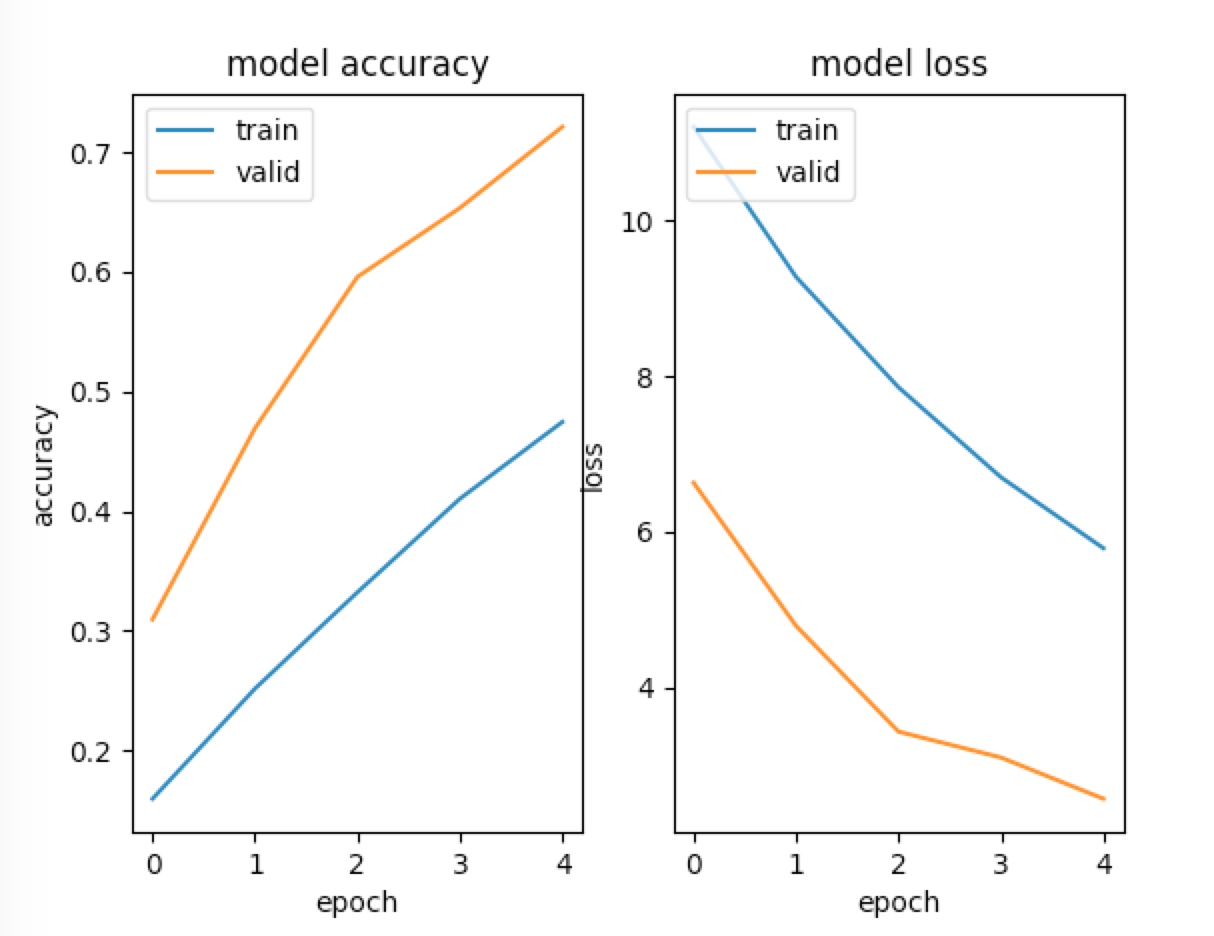 model accuracy
train
valid
0.7
0.6
0.5
0.4
0.3
0.2
accuracy
0 1 2 3 4
epoch
model loss
train
valid
10
8
6
4
loss
0 1 2 3 4
epoch